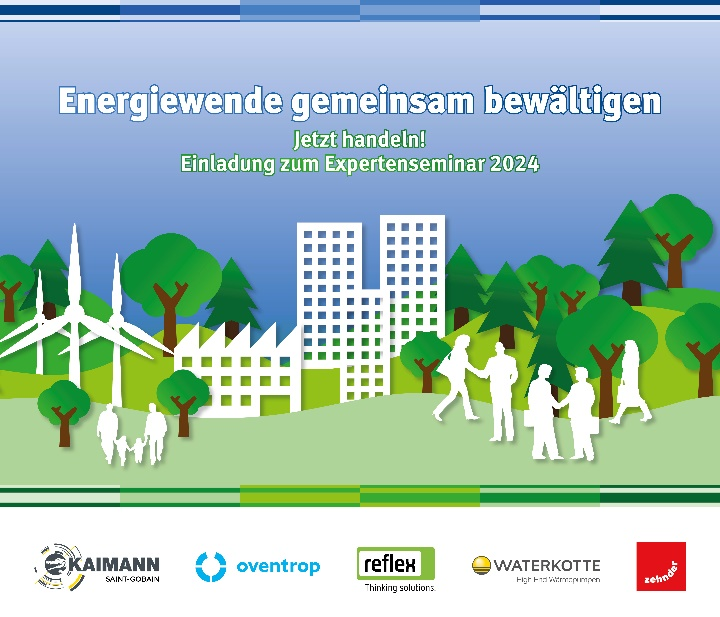 Energiewende gemeinsam bewältigen
Jetzt handeln!
Einladung zum Expertenseminar 2024
KAIMANN
SAINT-GOBAIN
oventrop
reflex
Thinking solutions.
WATERKOTTE
High End Wärmepumpen
zehnder